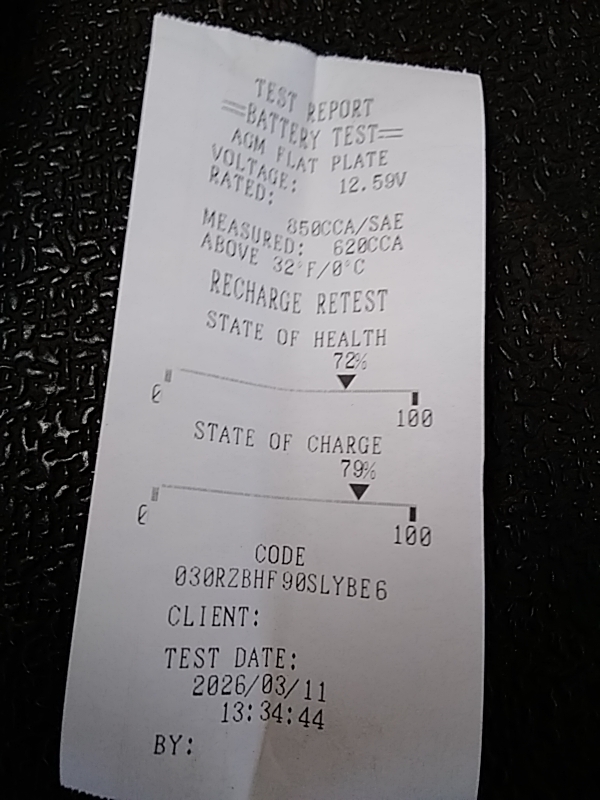 TEST REPORT
==BATTERY TEST==
AGM FLAT PLATE
VOLTAGE: 12.59V
RATED:
850CCA/SAE
MEASURED: 620CCA
ABOVE 32°F/0°C
RECHARGE RETEST
STATE OF HEALTH
72%
0 100
STATE OF CHARGE
79%
0 100
CODE
030RZBHF90SLYBE6
CLIENT:
TEST DATE:
2026/03/11
13:34:44
BY: